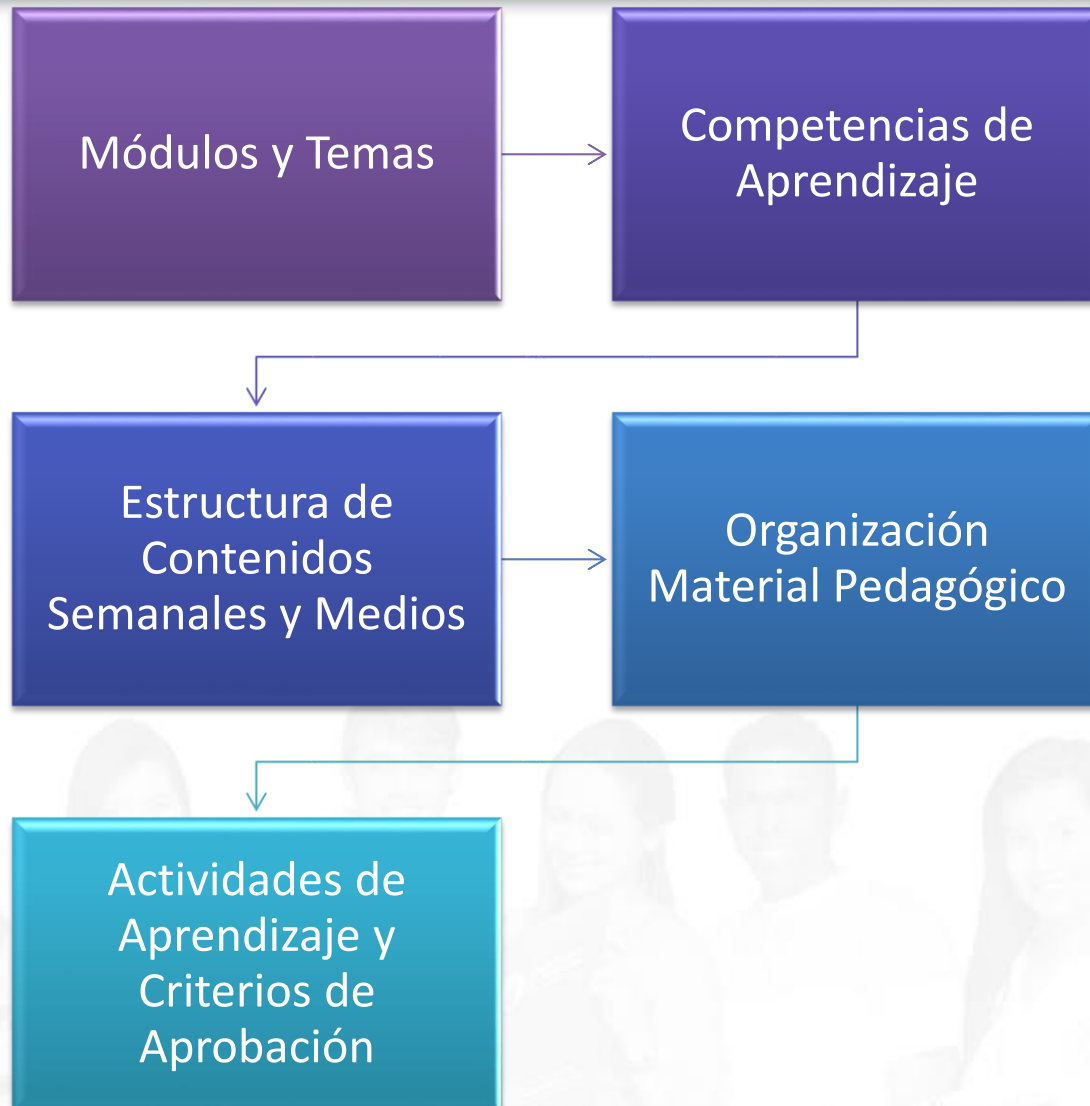 Módulos y Temas
Competencias de
Aprendizaje
Estructura de
Contenidos
Semanales y Medios
Organización
Material Pedagógico
Actividades de
Aprendizaje y
Criterios de
Aprobación